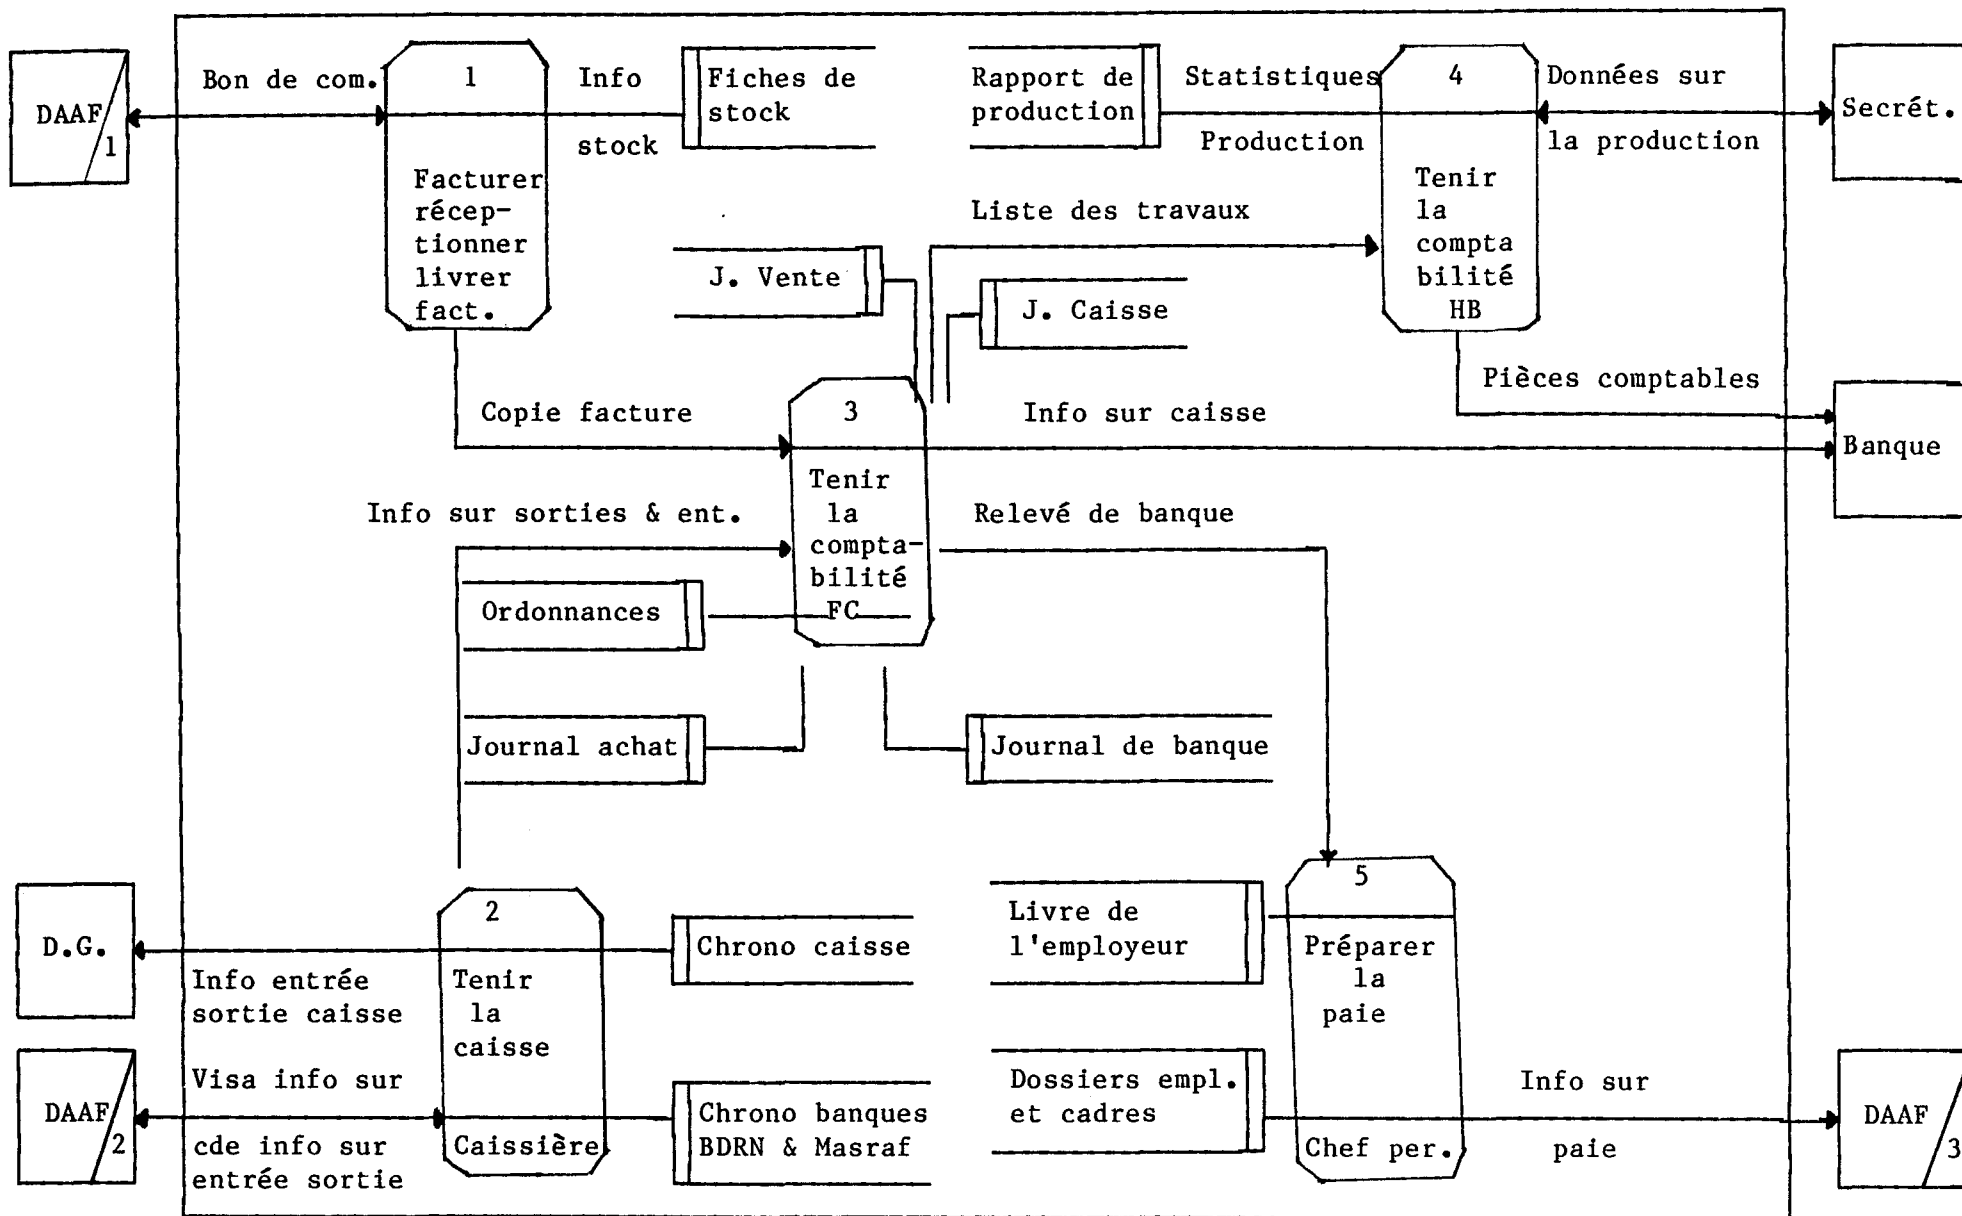 DAAF
1
Bon de com.
1
Facturer
récep-
tionner
livrer
fact.
Info
stock
Fiches de
stock
Rapport de
production
Statistiques
Production
4
Tenir
la
compta
bilité
HB
Données sur
la production
Secrét.
Liste des travaux
J. Vente
J. Caisse
Pièces comptables
Copie facture
3
Tenir
la
compta-
bilité
FC
Info sur caisse
Banque
Info sur sorties & ent.
Relevé de banque
Ordonnances
Journal achat
Journal de banque
D.G.
Info entrée
sortie caisse
2
Tenir
la
caisse
Caissière
Chrono caisse
Livre de
l'employeur
5
Préparer
la
paie
Chef per.
DAAF
2
Visa info sur
cde info sur
entrée sortie
Chrono banques
BDRN & Masraf
Dossiers empl.
et cadres
Info sur
paie
DAAF
3